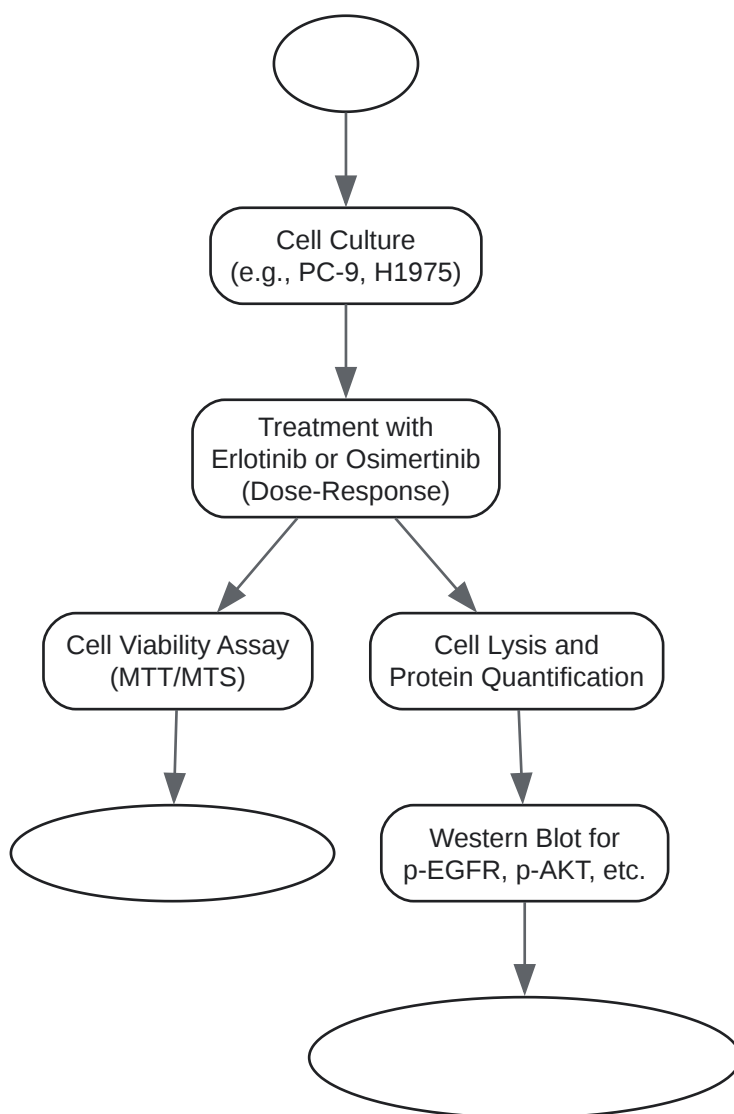 Cell Culture
(e.g., PC-9, H1975)
Treatment with
Erlotinib or Osimertinib
(Dose-Response)
Cell Viability Assay
(MTT/MTS)
Cell Lysis and
Protein Quantification
Western Blot for
p-EGFR, p-AKT, etc.